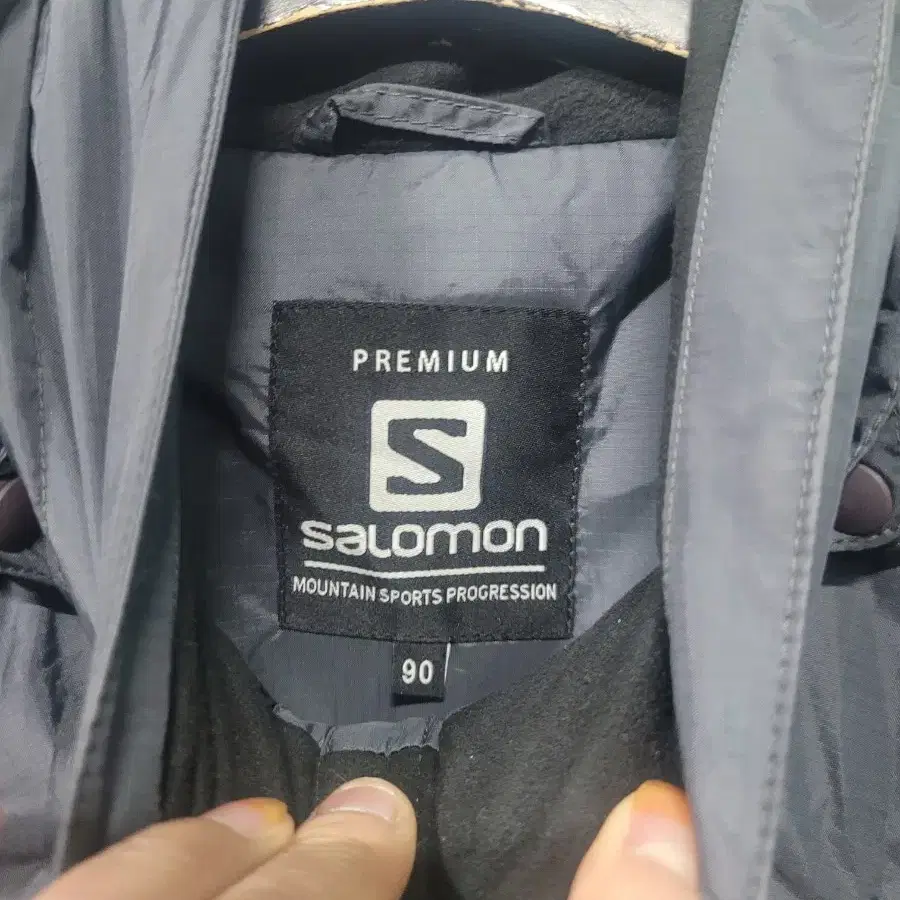 PREMIUM
S
SALOMON
MOUNTAIN SPORTS PROGRESSION
90